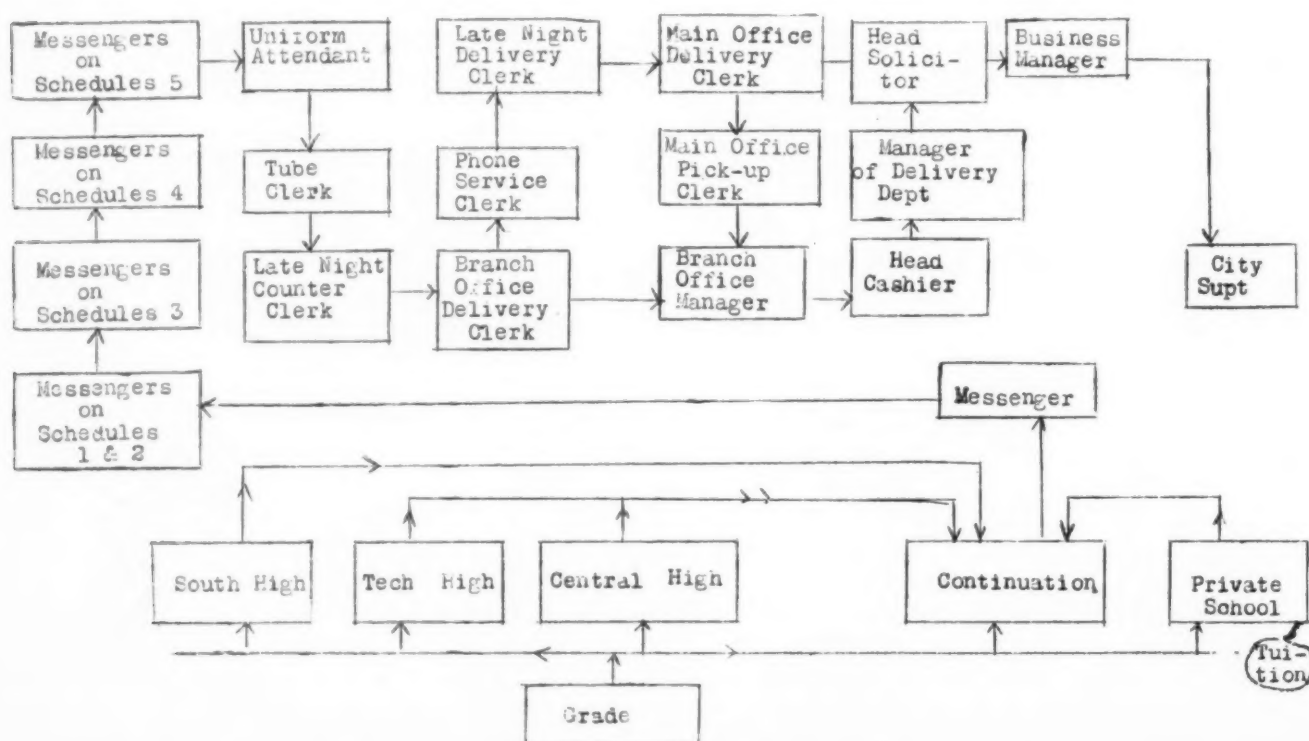 Messengers
on
Schedules 5
Uniform
Attendant
Late Night
Delivery
Clerk
Main Office
Delivery
Clerk
Head
Solici-
tor
Business
Manager
Messengers
on
Schedules 4
Tube
Clerk
Phone
Service
Clerk
Main Office
Pick-up
Clerk
Manager
of Delivery
Dept
Messengers
on
Schedules 3
Late Night
Counter
Clerk
Branch
Office
Delivery
Clerk
Branch
Office
Manager
Head
Cashier
City
Supt
Messengers
on
Schedules
1 & 2
Messenger
South High
Tech High
Central High
Continuation
Private
School
Tui-
tion
Grade